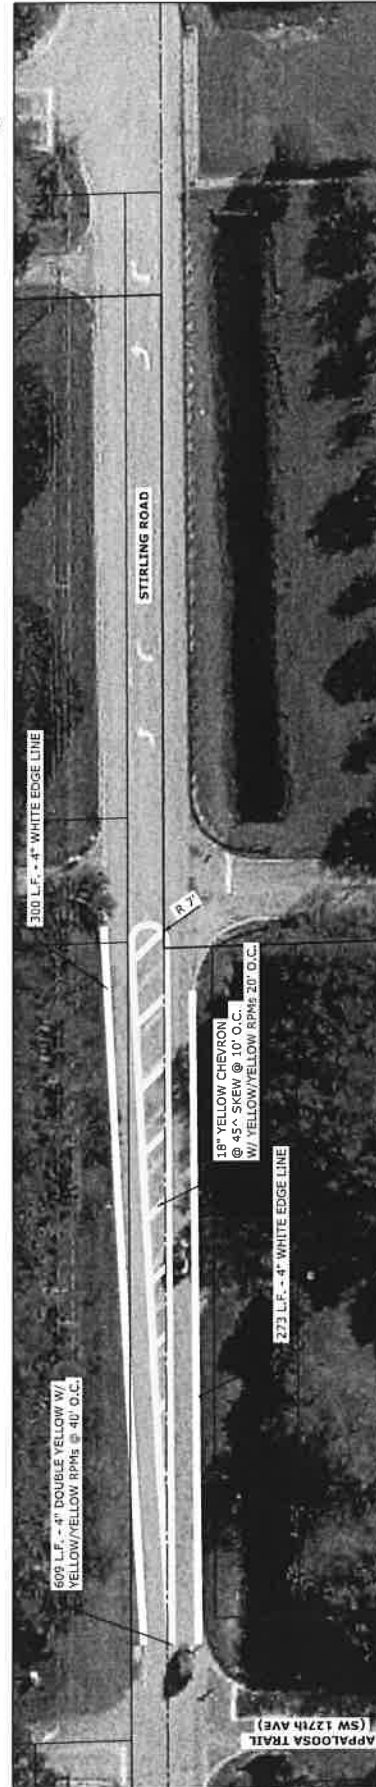 609 L.F. - 4" DOUBLE YELLOW W/
YELLOW/YELLOW RPMs @ 40' O.C.
300 L.F. - 4" WHITE EDGE LINE
STIRLING ROAD
R 7'
18" YELLOW CHEVRON
@ 45^ SKEW @ 10' O.C.
W/ YELLOW/YELLOW RPMs 20' O.C.
273 L.F. - 4" WHITE EDGE LINE
APPALOOSA TRAIL
(SW 127th AVE)